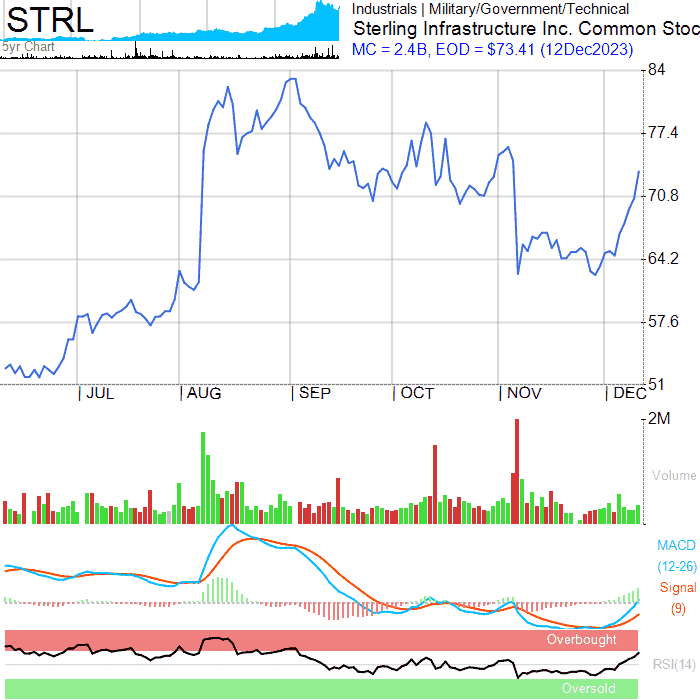 STRL
5yr Chart
Industrials | Military/Government/Technical
Sterling Infrastructure Inc. Common Stoc
MC = 2.4B, EOD = $73.41 (12Dec2023)
84
77.4
70.8
64.2
57.6
51
JUL AUG SEP OCT NOV DEC
2M
Volume
MACD
(12-26)
Signal
(9)
Overbought
RSI(14)
Oversold